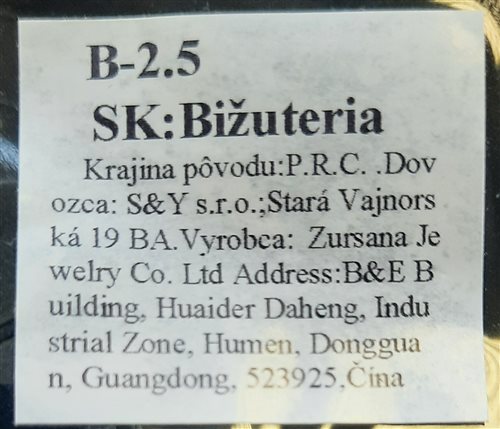 B-2.5
SK:Bižuteria
Krajina pôvodu:P.R.C. .Dov
ozca: S&Y s.r.o.;Stará Vajnors
ká 19 BA.Vyrobca: Zursana Je
welry Co. Ltd Address:B&E B
uilding, Huaider Daheng, Indu
strial Zone, Humen, Donggua
n, Guangdong, 523925,Čína